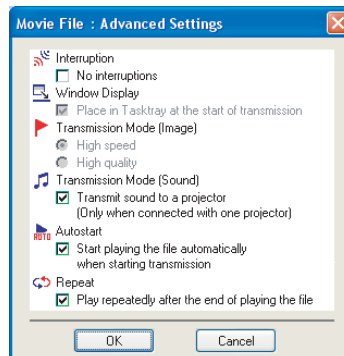 Movie File : Advanced Settings
Interruption
No interruptions
Window Display
Place in Tasktray at the start of transmission
Transmission Mode (Image)
High speed
High quality
Transmission Mode (Sound)
Transmit sound to a projector
(Only when connected with one projector)
AUTO
Autostart
Start playing the file automatically
when starting transmission
Repeat
Play repeatedly after the end of playing the file
OK
Cancel